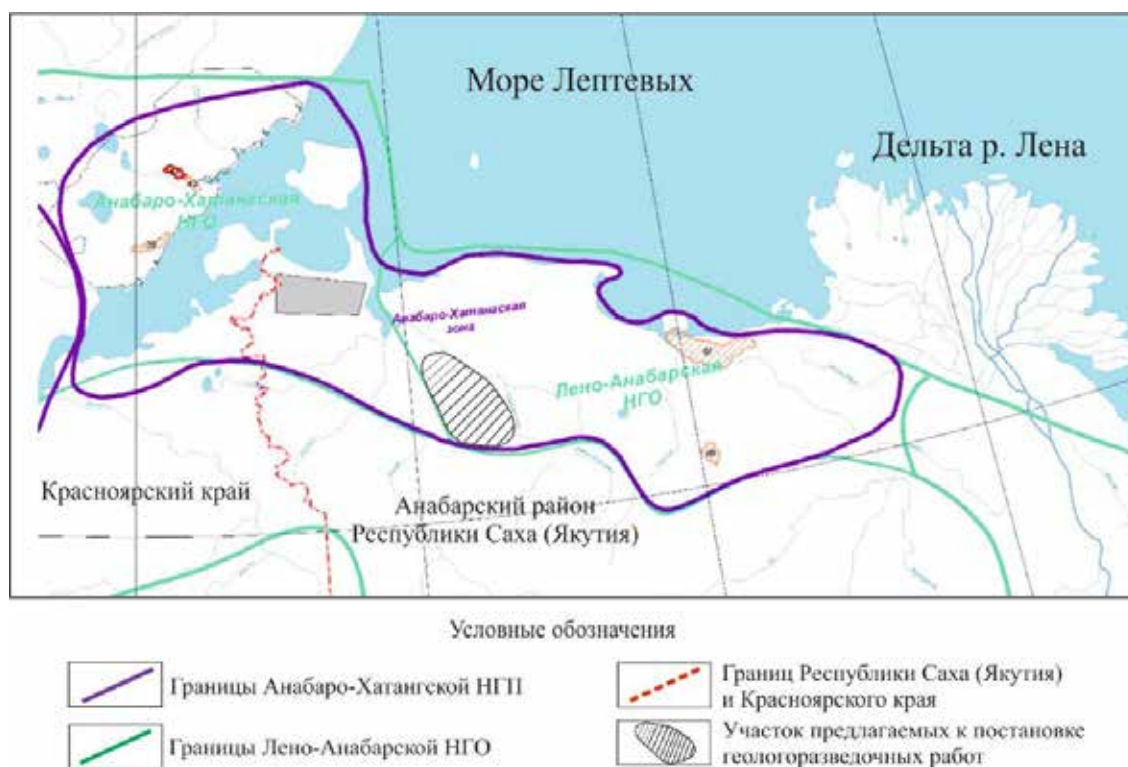 Море Лептевых
Дельта р. Лена
Анабаро-Хатангская
НГО
Анабаро-Хатангская
зона
Лено-Анабарская
НГО
Красноярский край
Анабарский район
Республики Саха (Якутия)
Условные обозначения
Границы Анабаро-Хатангской НГП
Границы Лено-Анабарской НГО
Границ Республики Саха (Якутия)
и Красноярского края
Участок предлагаемых к постановке
геологоразведочных работ